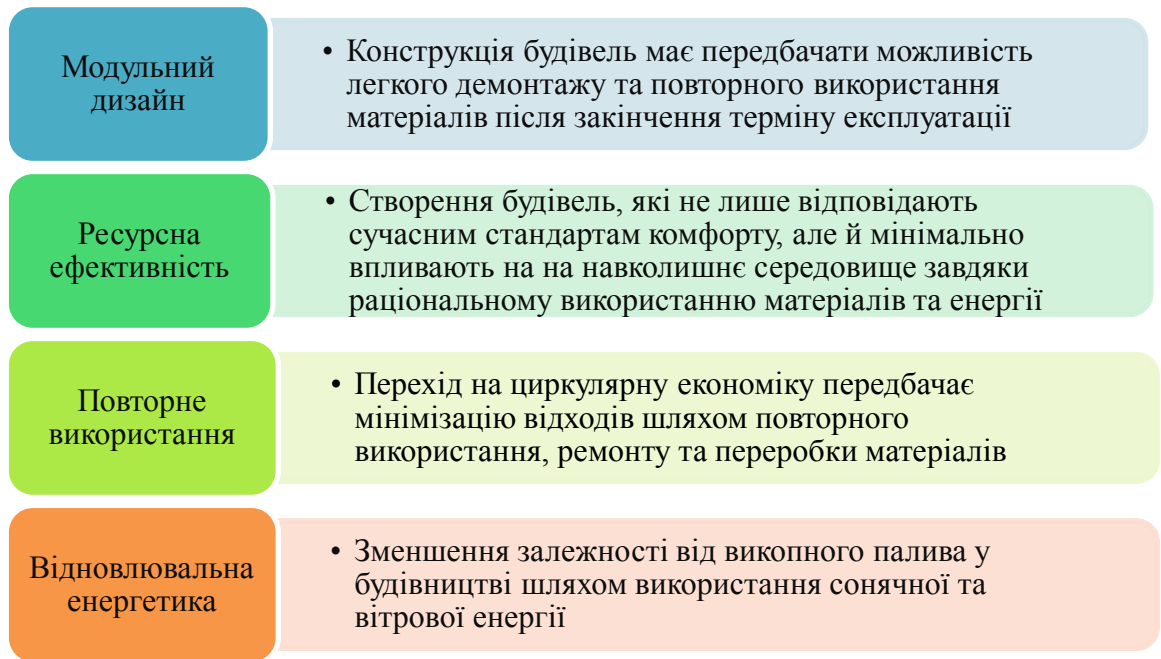 Модульний
дизайн
• Конструкція будівель має передбачати можливість
легкого демонтажу та повторного використання
матеріалів після закінчення терміну експлуатації
Ресурсна
ефективність
• Створення будівель, які не лише відповідають
сучасним стандартам комфорту, але й мінімально
впливають на на навколишнє середовище завдяки
раціональному використанню матеріалів та енергії
Повторне
використання
• Перехід на циркулярну економіку передбачає
мінімізацію відходів шляхом повторного
використання, ремонту та переробки матеріалів
Відновлювальна
енергетика
• Зменшення залежності від викопного палива у
будівництві шляхом використання сонячної та
вітрової енергії